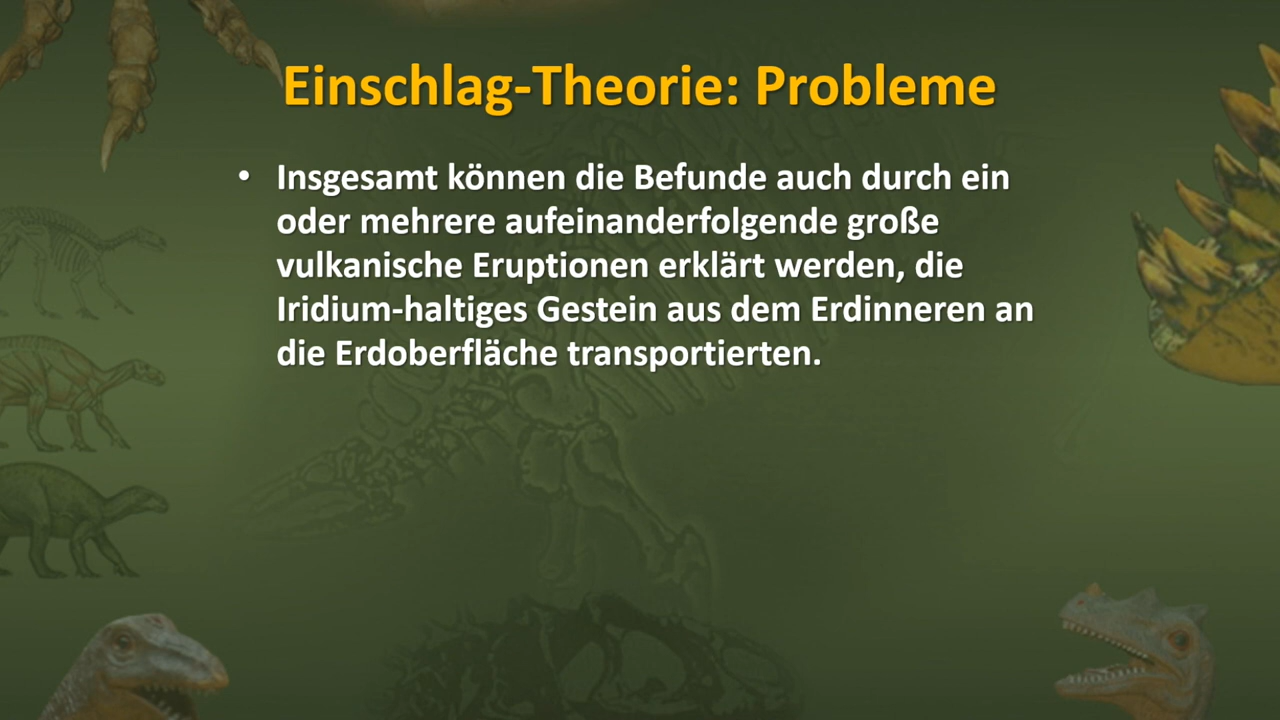 Einschlag-Theorie: Probleme
• Insgesamt können die Befunde auch durch ein
oder mehrere aufeinanderfolgende große
vulkanische Eruptionen erklärt werden, die
Iridium-haltiges Gestein aus dem Erdinneren an
die Erdoberfläche transportierten.